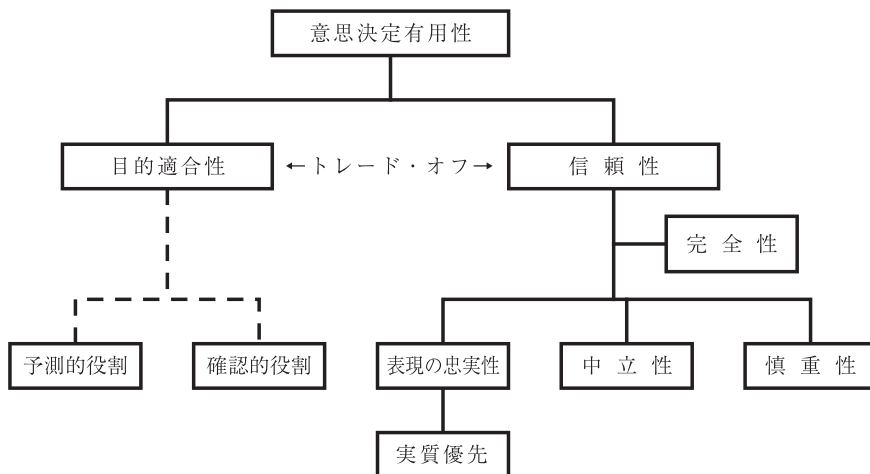 意思決定有用性
目的適合性
←トレード・オフ→
信頼性
完全性
予測的役割
確認的役割
表現の忠実性
中立性
慎重性
実質優先